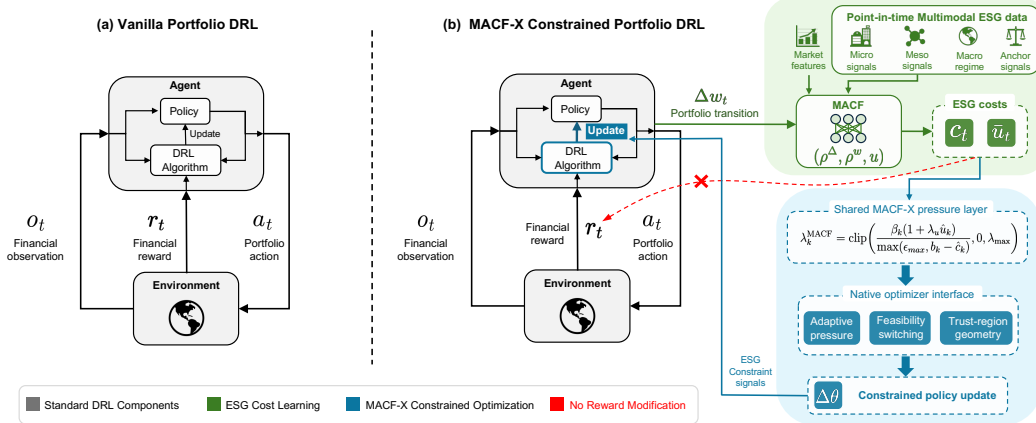 (a) Vanilla Portfolio DRL
Agent
Policy
Update
DRL
Algorithm
o_t
Financial
observation
r_t
Financial
reward
a_t
Portfolio
action
Environment
(b) MACF-X Constrained Portfolio DRL
Agent
Policy
Update
DRL
Algorithm
o_t
Financial
observation
Financial
reward
r_t
a_t
Portfolio
action
Environment
Δw_t
Portfolio transition
Point-in-time Multimodal ESG data
Market
features
Micro
signals
Meso
signals
Macro
regime
Anchor
signals
MACF
(ρ^Δ, ρ^w, u)
ESG costs
c_t
ū_t
Shared MACF-X pressure layer
λ_k^MACF = clip( β_k(1 + λ_u û_k) / max(ϵ_max, b_k − ĉ_k), 0, λ_max )
Native optimizer interface
Adaptive
pressure
Feasibility
switching
Trust-region
geometry
ESG
Constraint
signals
Δθ
Constrained policy update
Standard DRL Components
ESG Cost Learning
MACF-X Constrained Optimization
No Reward Modification